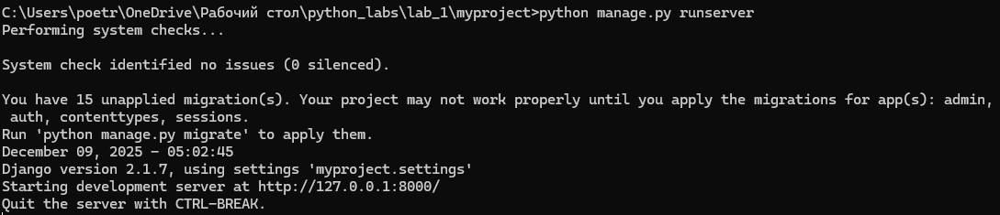 C:\Users\poetr\OneDrive\Рабочий стол\python_labs\lab_1\myproject>python manage.py runserver
Performing system checks...
System check identified no issues (0 silenced).
You have 15 unapplied migration(s). Your project may not work properly until you apply the migrations for app(s): admin,
auth, contenttypes, sessions.
Run 'python manage.py migrate' to apply them.
December 09, 2025 - 05:02:45
Django version 2.1.7, using settings 'myproject.settings'
Starting development server at http://127.0.0.1:8000/
Quit the server with CTRL-BREAK.